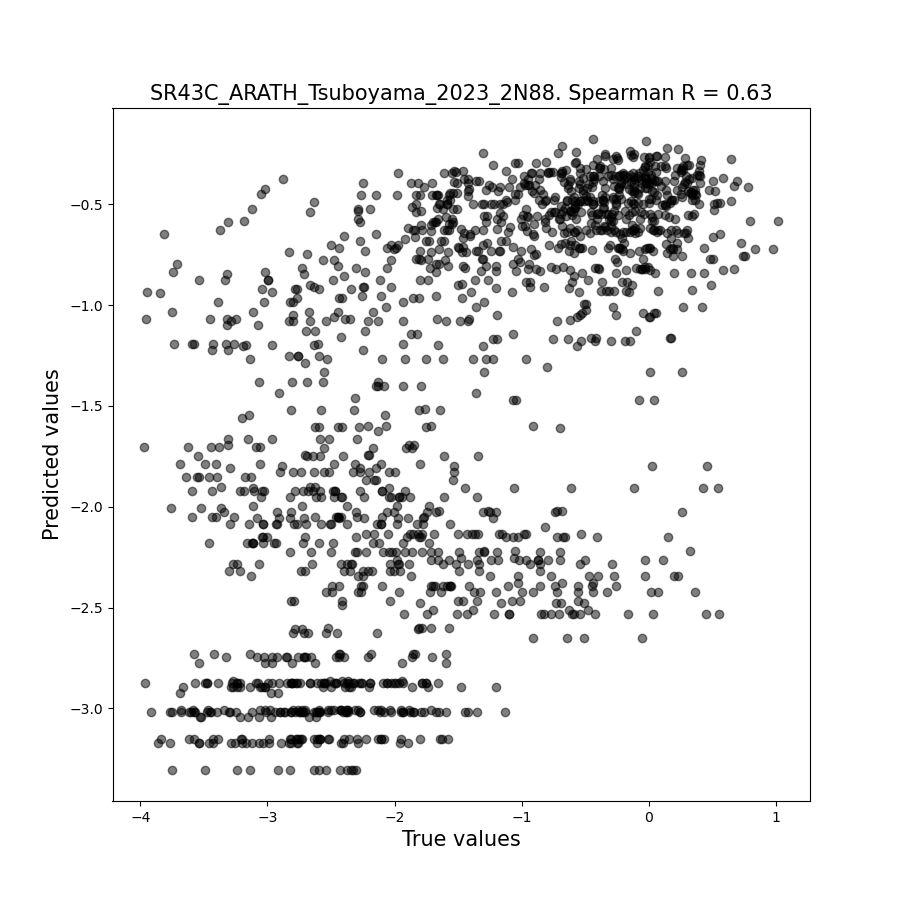 SR43C_ARATH_Tsuboyama_2023_2N88. Spearman R = 0.63
Predicted values
−0.5
−1.0
−1.5
−2.0
−2.5
−3.0
−4 −3 −2 −1 0 1
True values